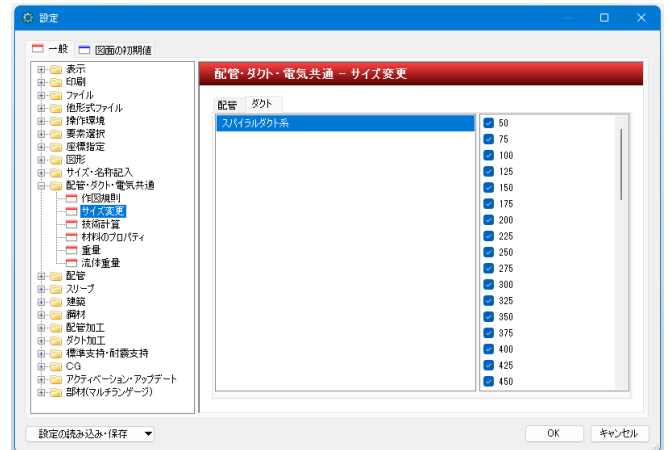 設定
一般 図面の初期値
表示
印刷
ファイル
他形式ファイル
操作環境
要素選択
座標指定
図形
サイズ・名称記入
配管・ダクト・電気共通
作図規則
サイズ変更
技術計算
材料のプロパティ
重量
流体重量
配管
スリーブ
建築
鋼材
配管加工
ダクト加工
標準支持・耐震支持
CG
アクティベーション・アップデート
部材(マルチランゲージ)
配管・ダクト・電気共通 - サイズ変更
配管 ダクト
スパイラルダクト系
50
75
100
125
150
175
200
225
250
275
300
325
350
375
400
425
450
設定の読み込み・保存
OK キャンセル